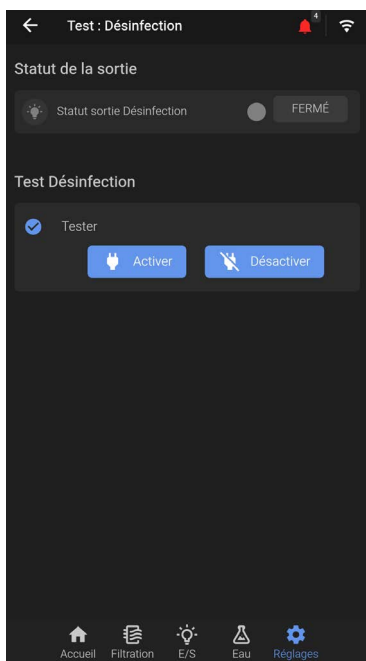 Test : Désinfection
4
Statut de la sortie
Statut sortie Désinfection
FERMÉ
Test Désinfection
Tester
Activer
Désactiver
Accueil
Filtration
E/S
Eau
Réglages